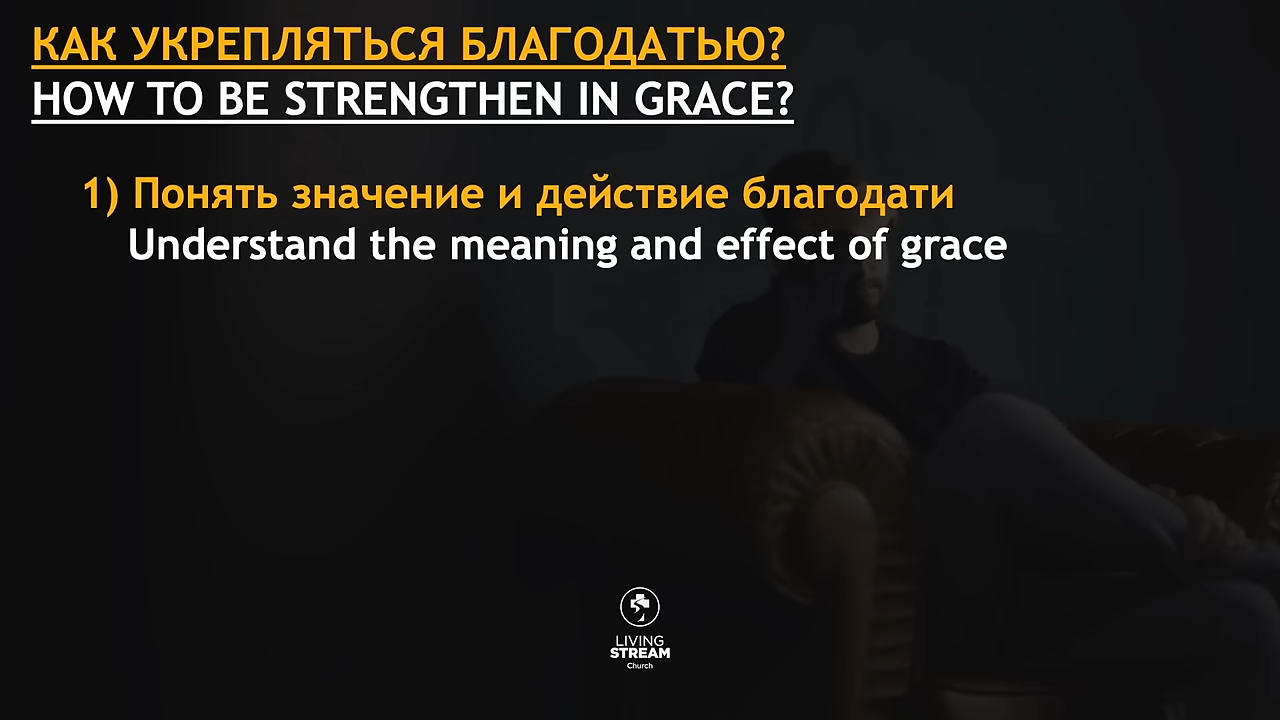 КАК УКРЕПЛЯТЬСЯ БЛАГОДАТЬЮ?
HOW TO BE STRENGTHEN IN GRACE?
1) Понять значение и действие благодати
Understand the meaning and effect of grace
LIVING
STREAM
Church